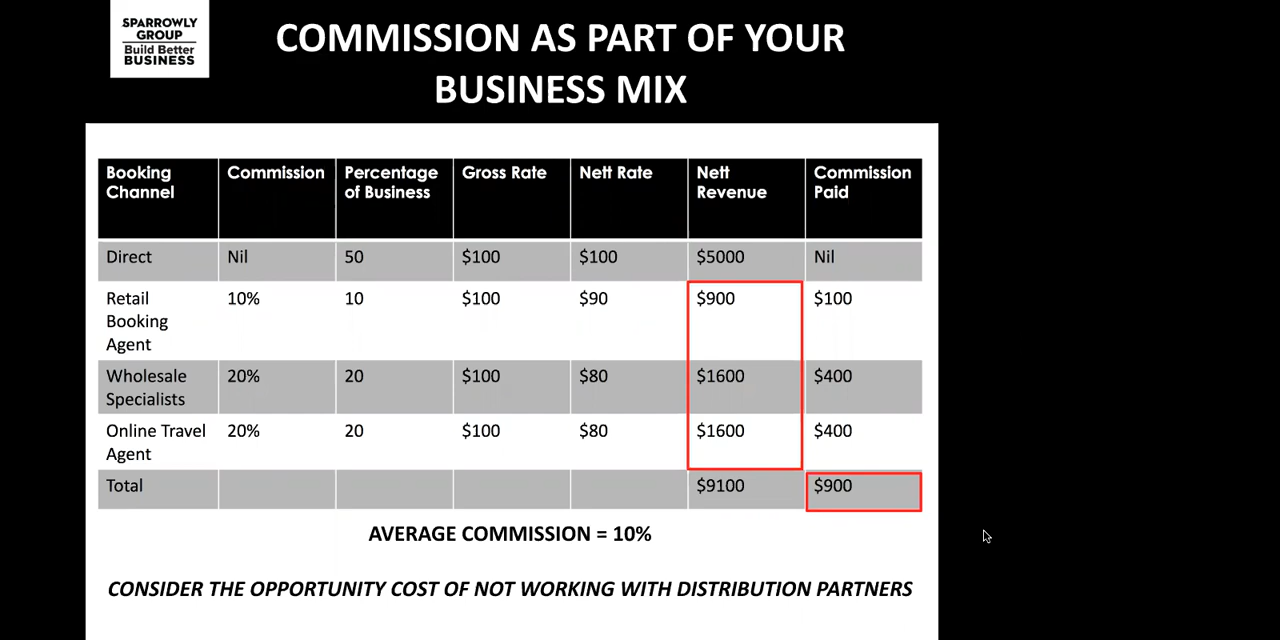 SPARROWLY
GROUP
Build Better
BUSINESS
COMMISSION AS PART OF YOUR
BUSINESS MIX
Booking Channel Commission Percentage of Business Gross Rate Nett Rate Nett Revenue Commission Paid
Direct Nil 50 $100 $100 $5000 Nil
Retail Booking Agent 10% 10 $100 $90 $900 $100
Wholesale Specialists 20% 20 $100 $80 $1600 $400
Online Travel Agent 20% 20 $100 $80 $1600 $400
Total $9100 $900
AVERAGE COMMISSION = 10%
CONSIDER THE OPPORTUNITY COST OF NOT WORKING WITH DISTRIBUTION PARTNERS